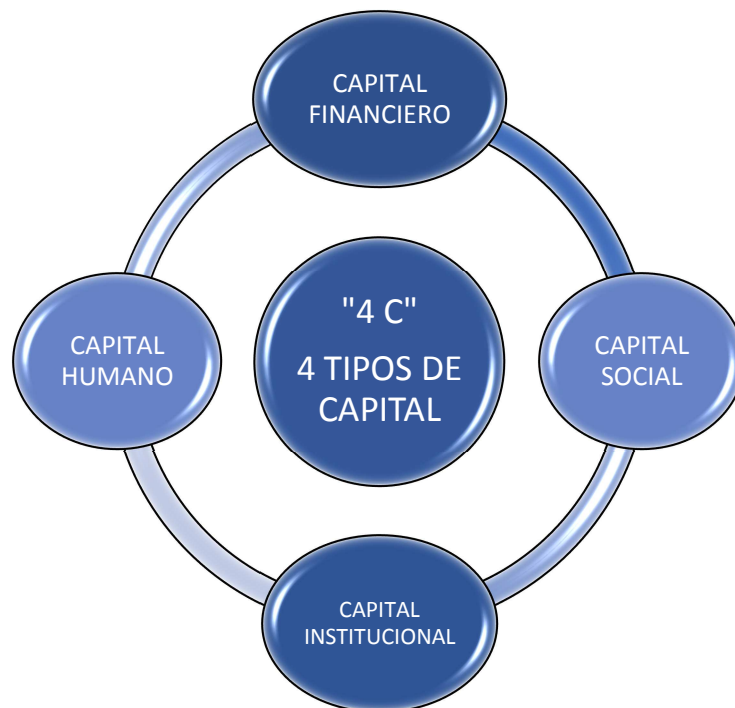 CAPITAL
FINANCIERO
CAPITAL
HUMANO
"4 C"
4 TIPOS DE
CAPITAL
CAPITAL
SOCIAL
CAPITAL
INSTITUCIONAL